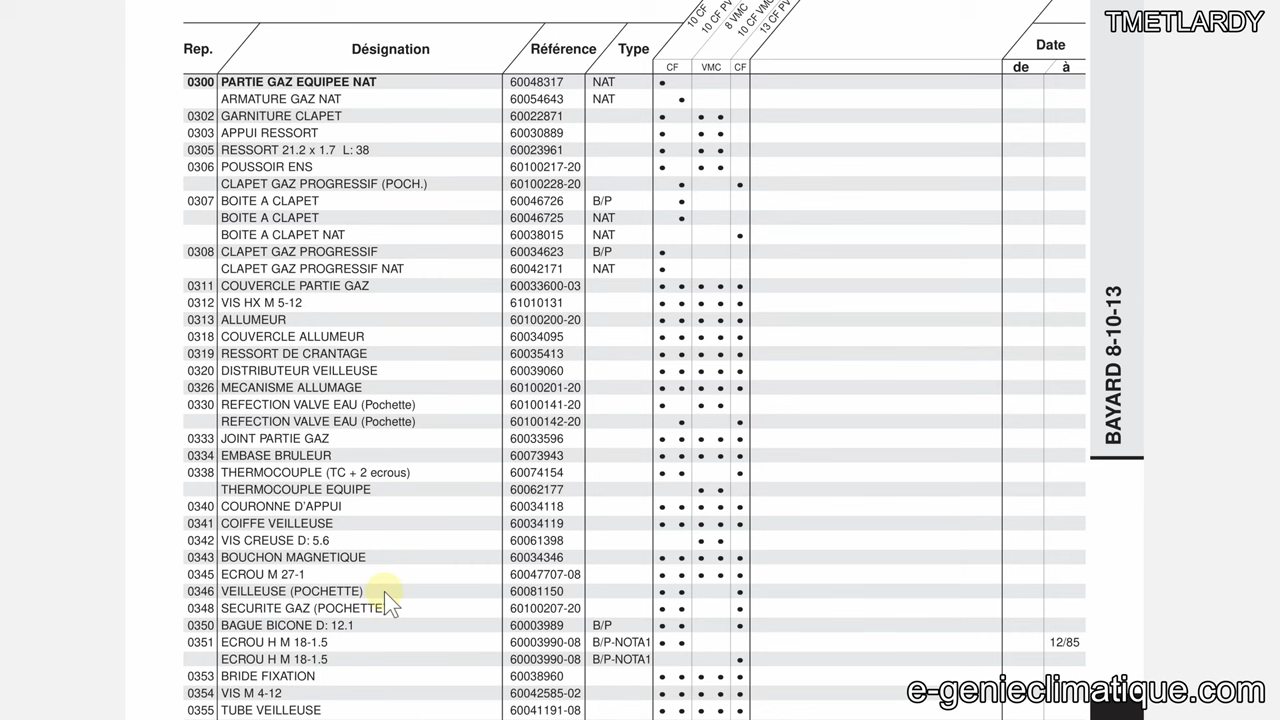 TMETLARDY
10 CF 10 CF PV 8 VMC 10 CF VMC 13 CF PV
Rep. Désignation Référence Type Date
CF VMC CF de à
0300 PARTIE GAZ EQUIPEE NAT 60048317 NAT •
ARMATURE GAZ NAT 60054643 NAT •
0302 GARNITURE CLAPET 60022871 • • •
0303 APPUI RESSORT 60030889 • • •
0305 RESSORT 21.2 x 1.7 L: 38 60023961 • • •
0306 POUSSOIR ENS 60100217-20 • • •
CLAPET GAZ PROGRESSIF (POCH.) 60100228-20 • •
0307 BOITE A CLAPET 60046726 B/P •
BOITE A CLAPET 60046725 NAT •
BOITE A CLAPET NAT 60038015 NAT •
0308 CLAPET GAZ PROGRESSIF 60034623 B/P •
CLAPET GAZ PROGRESSIF NAT 60042171 NAT •
0311 COUVERCLE PARTIE GAZ 60033600-03 • • • • •
0312 VIS HX M 5-12 61010131 • • • • •
0313 ALLUMEUR 60100200-20 • • • • •
0318 COUVERCLE ALLUMEUR 60034095 • • • • •
0319 RESSORT DE CRANTAGE 60035413 • • • • •
0320 DISTRIBUTEUR VEILLEUSE 60039060 • • • • •
0326 MECANISME ALLUMAGE 60100201-20 • • • • •
0330 REFECTION VALVE EAU (Pochette) 60100141-20 • • •
REFECTION VALVE EAU (Pochette) 60100142-20 • •
0333 JOINT PARTIE GAZ 60033596 • • • • •
0334 EMBASE BRULEUR 60073943 • • • • •
0338 THERMOCOUPLE (TC + 2 ecrous) 60074154 • • •
THERMOCOUPLE EQUIPE 60062177 • •
0340 COURONNE D'APPUI 60034118 • • • • •
0341 COIFFE VEILLEUSE 60034119 • • • • •
0342 VIS CREUSE D: 5.6 60061398 • •
0343 BOUCHON MAGNETIQUE 60034346 • • • • •
0345 ECROU M 27-1 60047707-08 • • • • •
0346 VEILLEUSE (POCHETTE) 60081150 • • •
0348 SECURITE GAZ (POCHETTE 60100207-20 • • •
0350 BAGUE BICONE D: 12.1 60003989 B/P • • •
0351 ECROU H M 18-1.5 60003990-08 B/P-NOTA1 • • 12/85
ECROU H M 18-1.5 60003990-08 B/P-NOTA1 •
0353 BRIDE FIXATION 60038960 • • • • •
0354 VIS M 4-12 60042585-02 • • • • •
0355 TUBE VEILLEUSE 60041191-08 • • • • •
BAYARD 8-10-13
e-genieclimatique.com